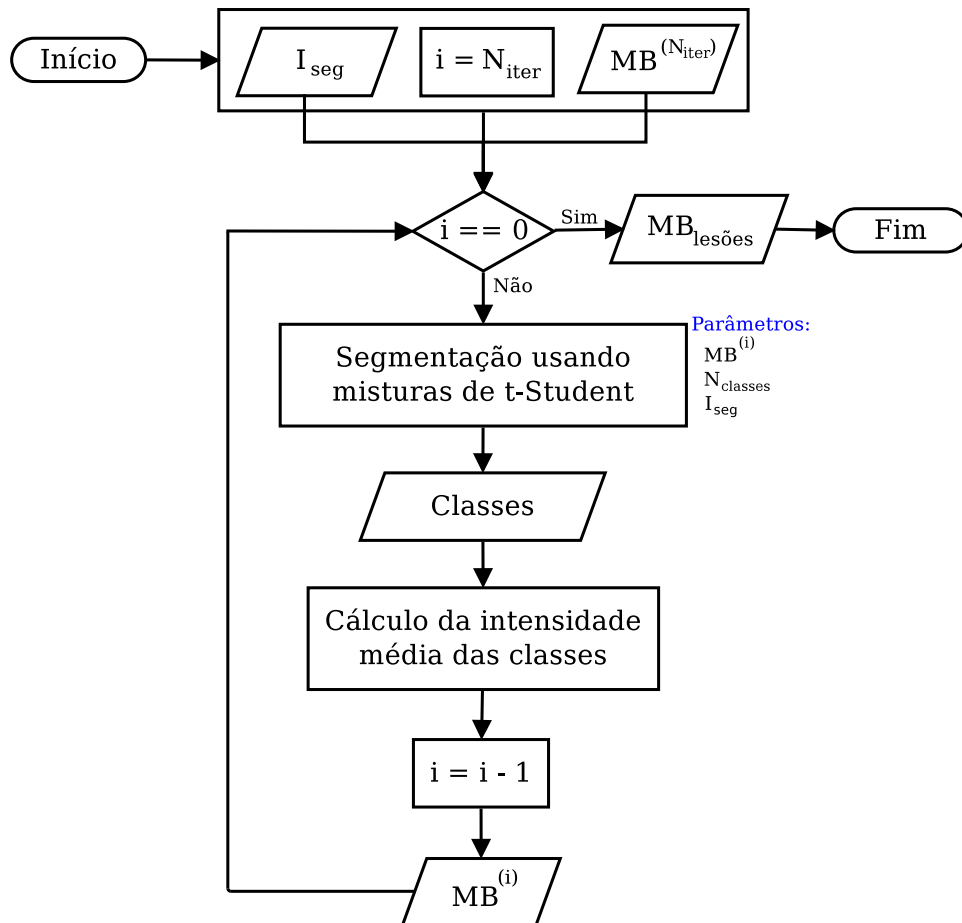 Início
I seg
i = N iter
MB (N iter)
i == 0
Sim
MB lesões
Fim
Não
Segmentação usando
misturas de t-Student
Parâmetros:
MB (i)
N classes
I seg
Classes
Cálculo da intensidade
média das classes
i = i - 1
MB (i)